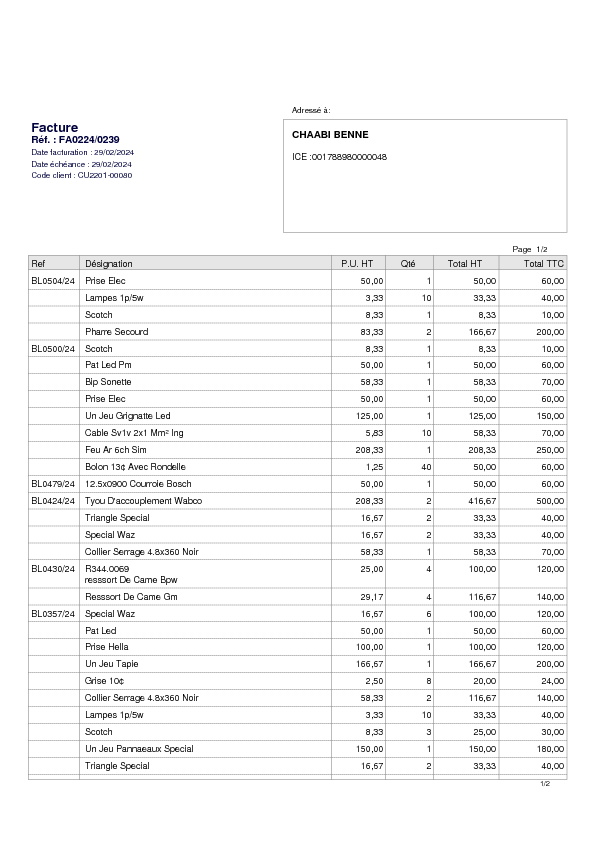 Adressé à:
Facture
Réf. : FA0224/0239
Date facturation : 29/02/2024
Date échéance : 29/02/2024
Code client : CU2201-00080
CHAABI BENNE
ICE :001788980000048
Page 1/2
Ref Désignation P.U. HT Qté Total HT Total TTC
BL0504/24 Prise Elec 50,00 1 50,00 60,00
Lampes 1p/5w 3,33 10 33,33 40,00
Scotch 8,33 1 8,33 10,00
Pharre Secourd 83,33 2 166,67 200,00
BL0500/24 Scotch 8,33 1 8,33 10,00
Pat Led Pm 50,00 1 50,00 60,00
Bip Sonette 58,33 1 58,33 70,00
Prise Elec 50,00 1 50,00 60,00
Un Jeu Grignatte Led 125,00 1 125,00 150,00
Cable Sv1v 2x1 Mm² Ing 5,83 10 58,33 70,00
Feu Ar 6ch Sim 208,33 1 208,33 250,00
Bolon 13¢ Avec Rondelle 1,25 40 50,00 60,00
BL0479/24 12.5x0900 Courroie Bosch 50,00 1 50,00 60,00
BL0424/24 Tyou D'accouplement Wabco 208,33 2 416,67 500,00
Triangle Special 16,67 2 33,33 40,00
Special Waz 16,67 2 33,33 40,00
Collier Serrage 4.8x360 Noir 58,33 1 58,33 70,00
BL0430/24 R344.0069 25,00 4 100,00 120,00
resssort De Came Bpw
Resssort De Came Gm 29,17 4 116,67 140,00
BL0357/24 Special Waz 16,67 6 100,00 120,00
Pat Led 50,00 1 50,00 60,00
Prise Hella 100,00 1 100,00 120,00
Un Jeu Tapie 166,67 1 166,67 200,00
Grise 10¢ 2,50 8 20,00 24,00
Collier Serrage 4.8x360 Noir 58,33 2 116,67 140,00
Lampes 1p/5w 3,33 10 33,33 40,00
Scotch 8,33 3 25,00 30,00
Un Jeu Pannaeaux Special 150,00 1 150,00 180,00
Triangle Special 16,67 2 33,33 40,00
1/2